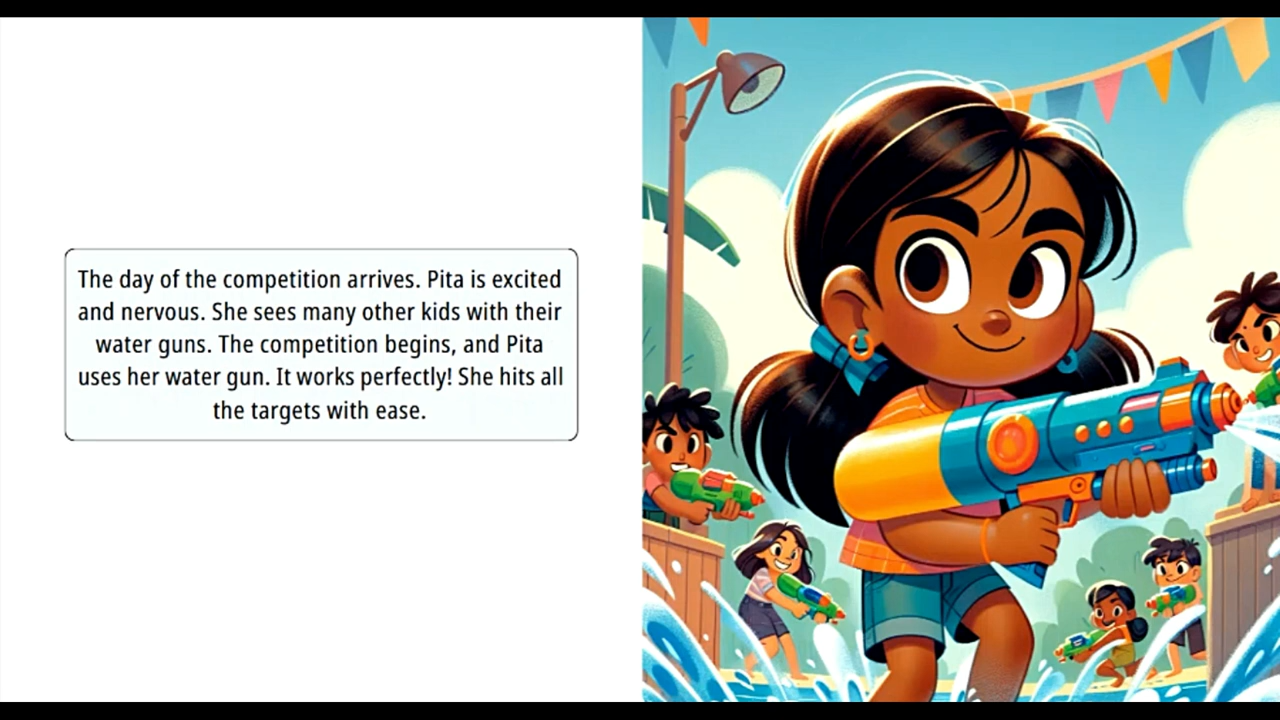 The day of the competition arrives. Pita is excited
and nervous. She sees many other kids with their
water guns. The competition begins, and Pita
uses her water gun. It works perfectly! She hits all
the targets with ease.